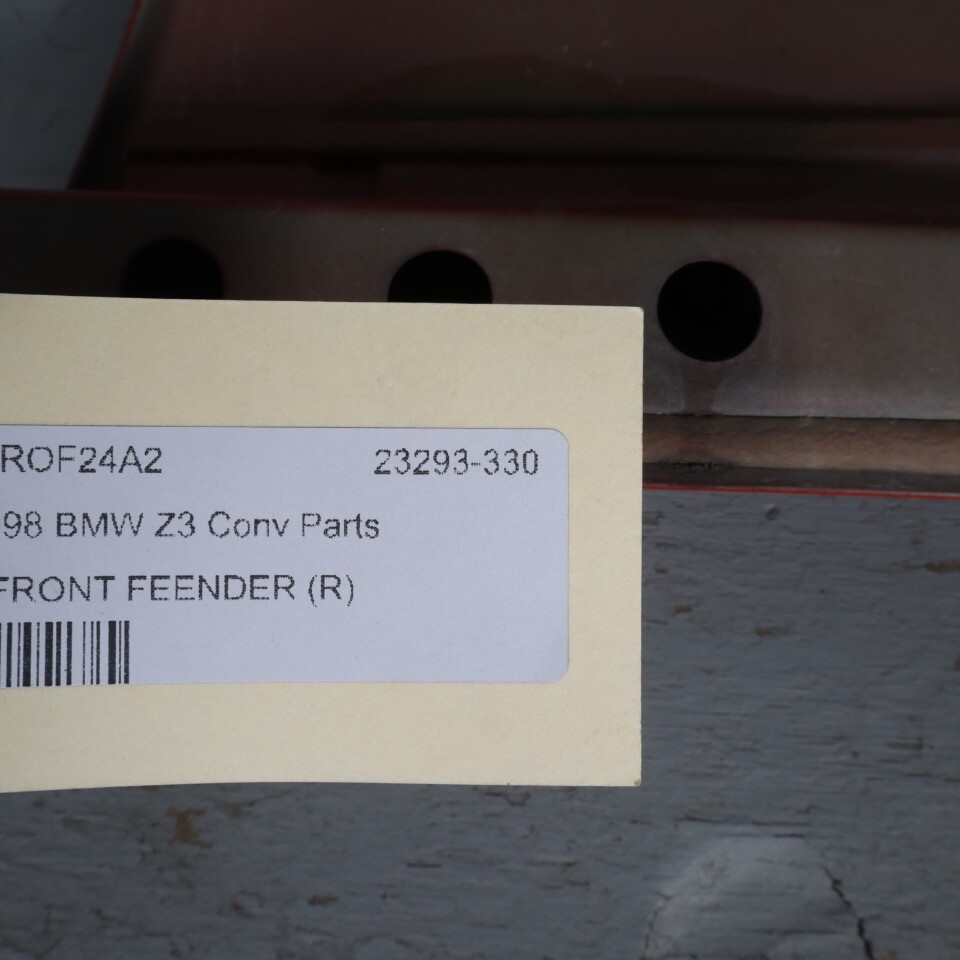 ROF24A2 23293-330
98 BMW Z3 Conv Parts
FRONT FEENDER (R)